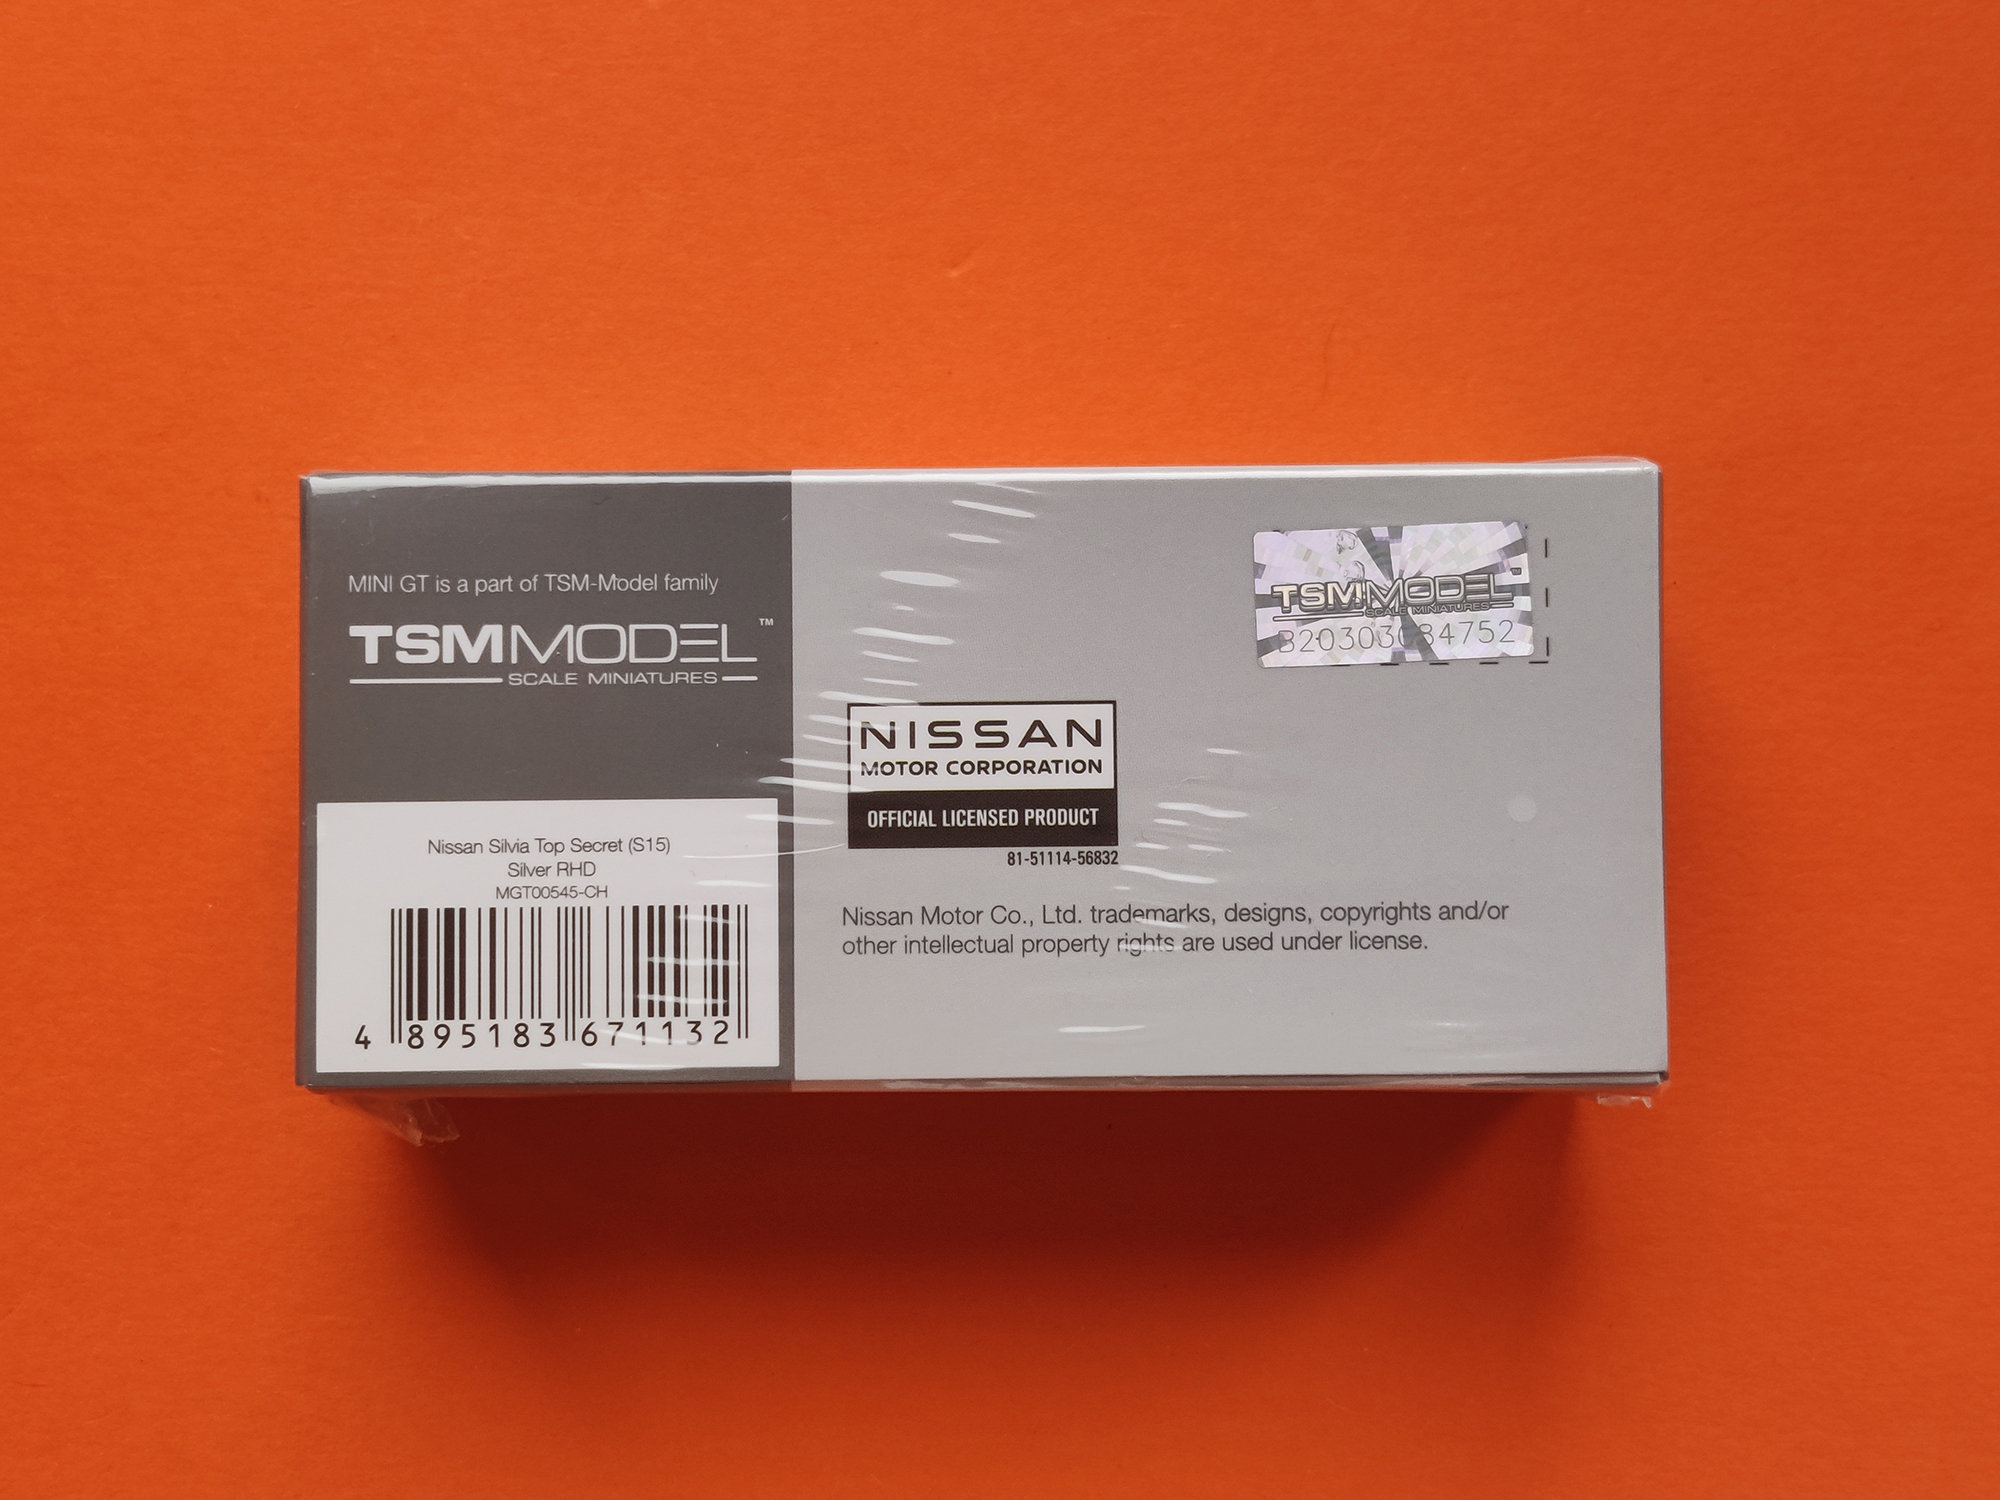 MINI GT is a part of TSM-Model family
TSMMODEL™
SCALE MINIATURES
Nissan Silvia Top Secret (S15)
Silver RHD
MGT00545-CH
4 895183 671132
TSMMODEL™
SCALE MINIATURES
NISSAN
MOTOR CORPORATION
OFFICIAL LICENSED PRODUCT
81-51114-56832
Nissan Motor Co., Ltd. trademarks, designs, copyrights and/or
other intellectual property rights are used under license.